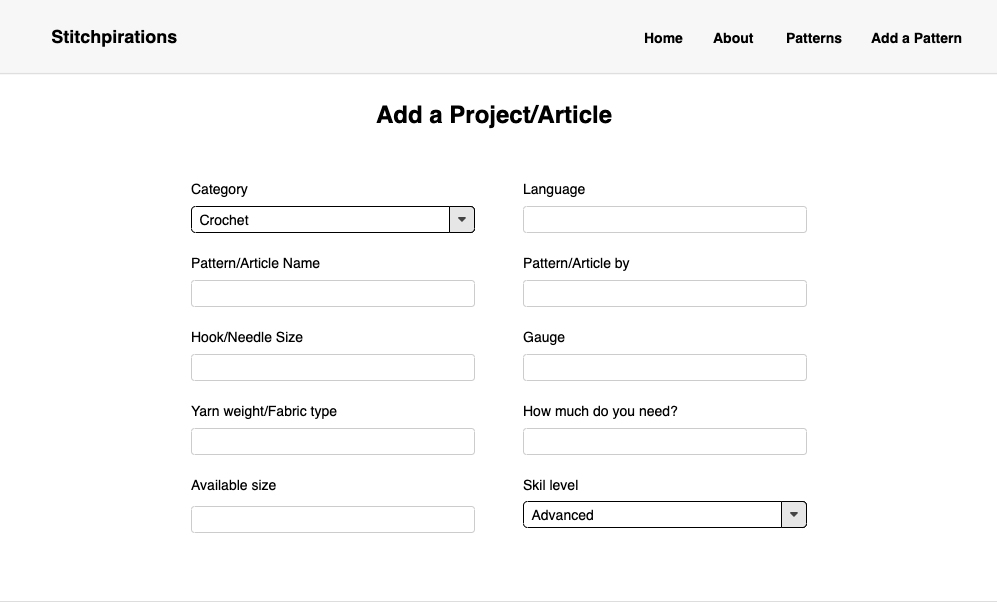 Stitchpirations
Home About Patterns Add a Pattern
Add a Project/Article
Category Language
Crochet
Pattern/Article Name Pattern/Article by
Hook/Needle Size Gauge
Yarn weight/Fabric type How much do you need?
Available size Skil level
Advanced